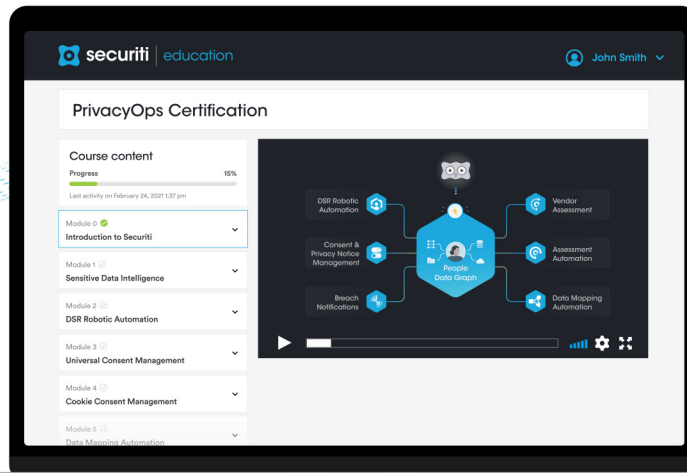 securiti education
John Smith
PrivacyOps Certification
Course content
Progress 15%
Last activity on February 24, 2021 1:37 pm
Module 0
Introduction to Securiti
Module 1
Sensitive Data Intelligence
Module 2
DSR Robotic Automation
Module 3
Universal Consent Management
Module 4
Cookie Consent Management
Module 5
Data Mapping Automation
DSR Robotic
Automation
Consent &
Privacy Notice
Management
Breach
Notifications
People
Data Graph
Vendor
Assessment
Assessment
Automation
Data Mapping
Automation